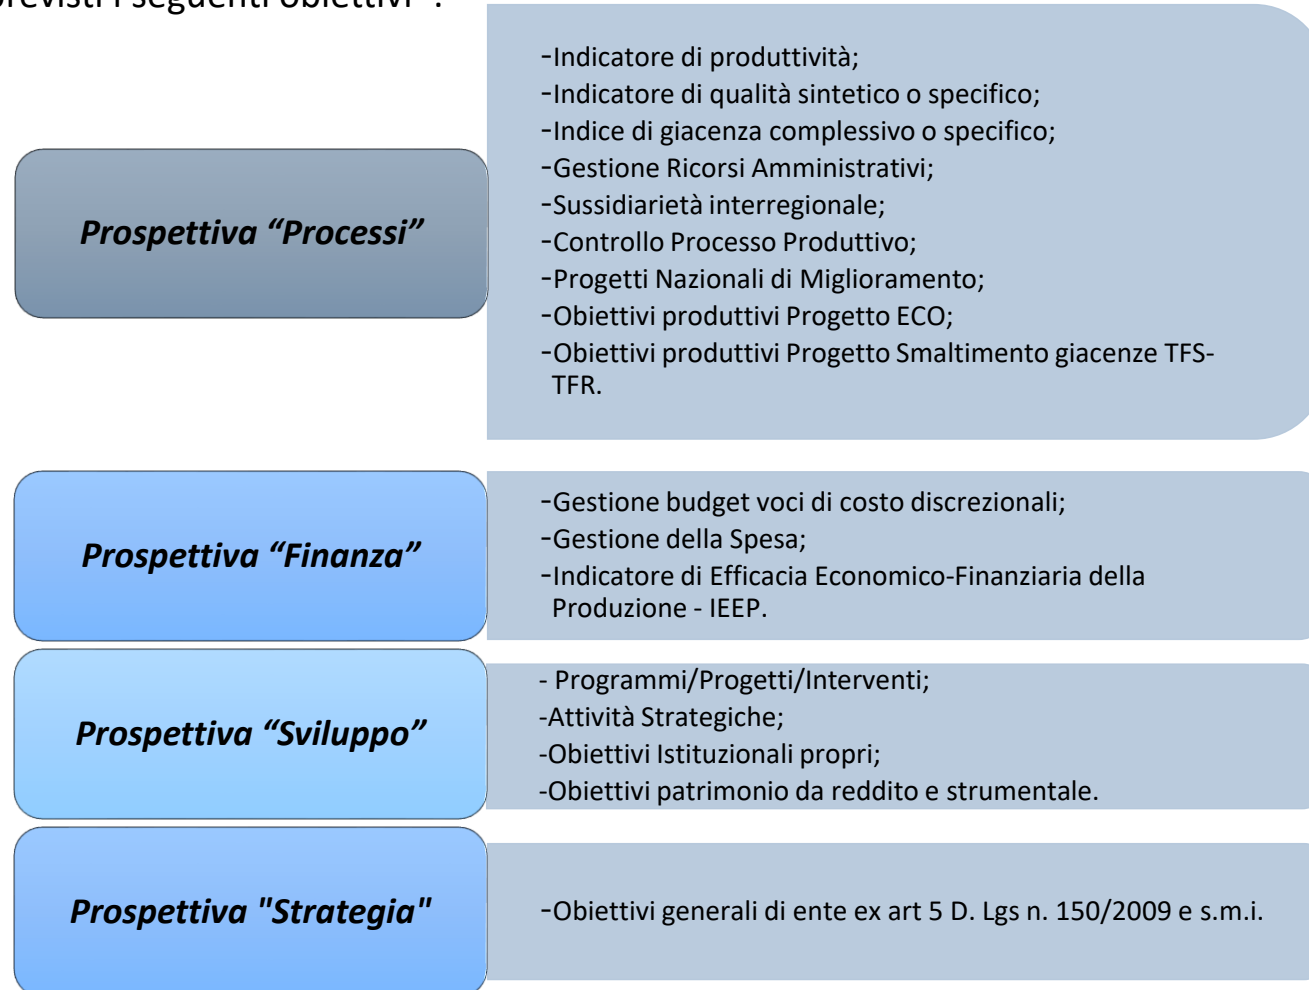 previsti i seguenti obiettivi :
-Indicatore di produttività;
-Indicatore di qualità sintetico o specifico;
-Indice di giacenza complessivo o specifico;
-Gestione Ricorsi Amministrativi;
Prospettiva “Processi”
-Sussidiarietà interregionale;
-Controllo Processo Produttivo;
-Progetti Nazionali di Miglioramento;
-Obiettivi produttivi Progetto ECO;
-Obiettivi produttivi Progetto Smaltimento giacenze TFS-
TFR.
Prospettiva “Finanza”
-Gestione budget voci di costo discrezionali;
-Gestione della Spesa;
-Indicatore di Efficacia Economico-Finanziaria della
Produzione - IEEP.
Prospettiva “Sviluppo”
- Programmi/Progetti/Interventi;
-Attività Strategiche;
-Obiettivi Istituzionali propri;
-Obiettivi patrimonio da reddito e strumentale.
Prospettiva "Strategia"
-Obiettivi generali di ente ex art 5 D. Lgs n. 150/2009 e s.m.i.